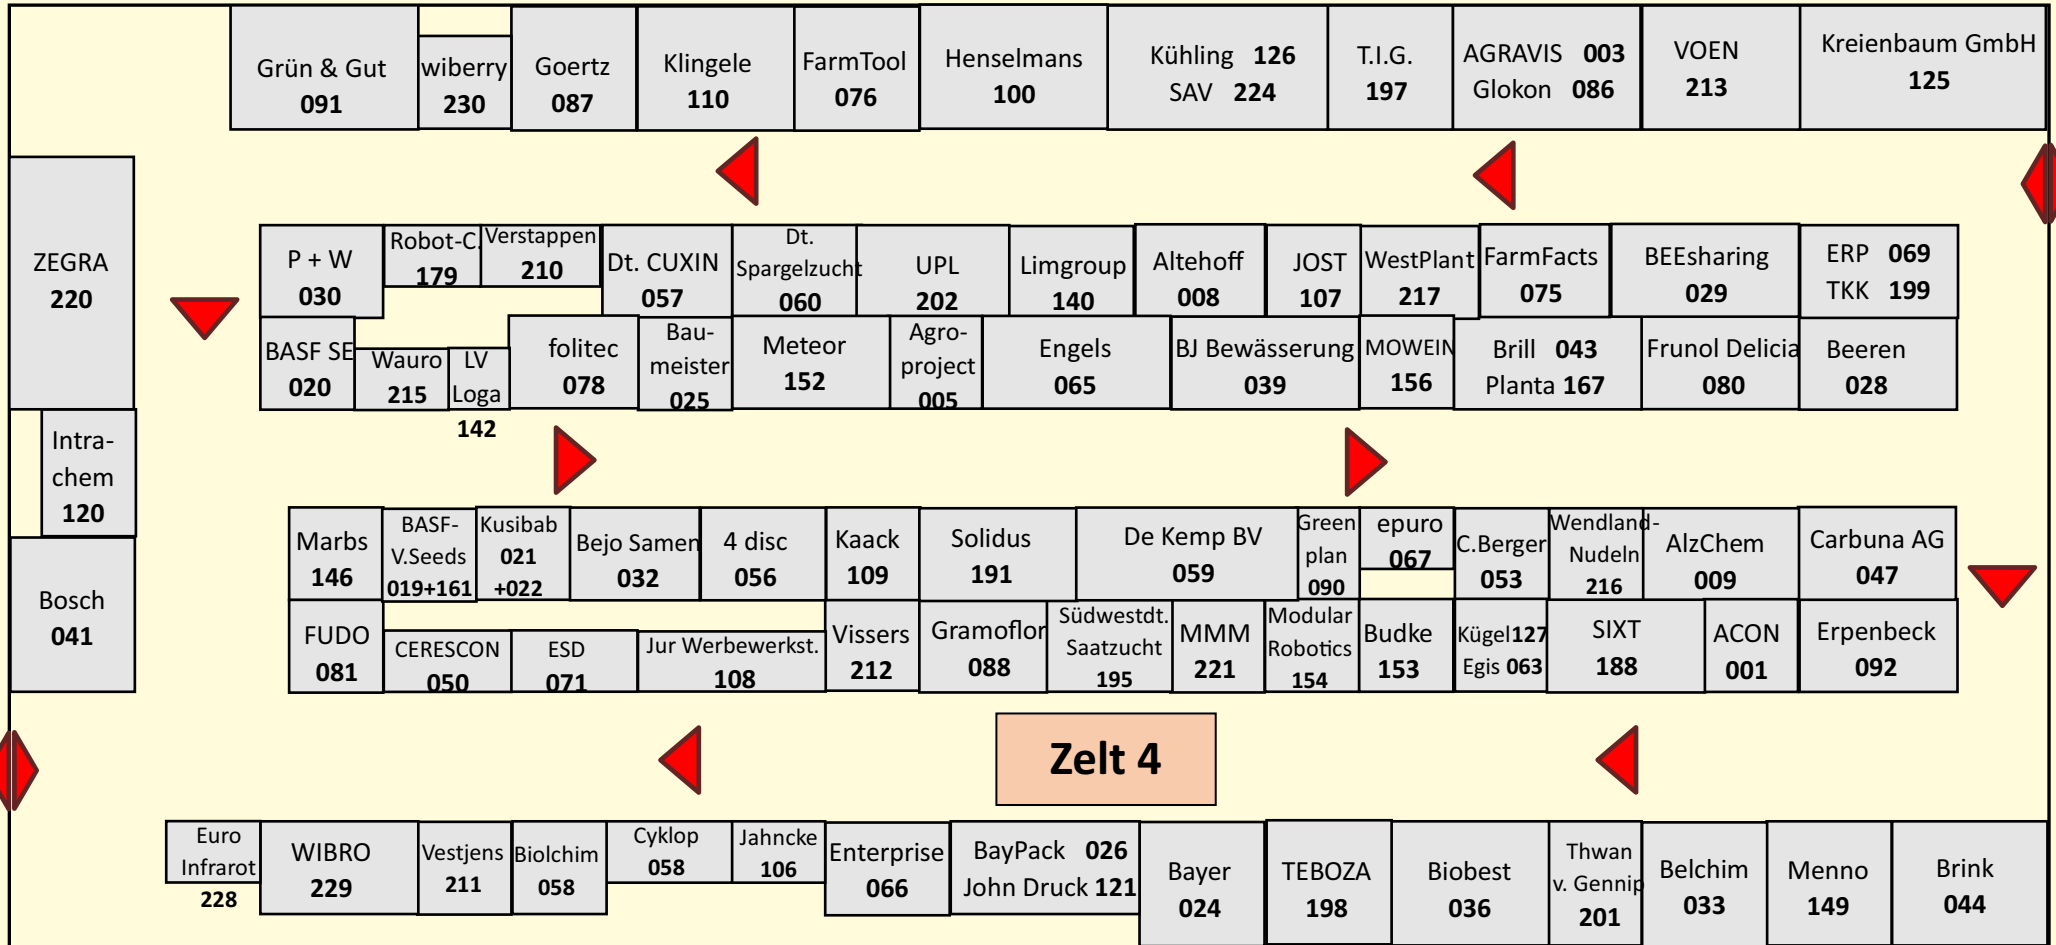 Grün & Gut
091
wiberry
230
Goertz
087
Klingele
110
FarmTool
076
Henselmans
100
Kühling 126
SAV 224
T.I.G.
197
AGRAVIS 003
Glokon 086
VOEN
213
Kreienbaum GmbH
125
ZEGRA
220
P + W
030
Robot-C.
179
Verstappen
210
Dt. CUXIN
057
Dt.
Spargelzucht
060
UPL
202
Limgroup
140
Altehoff
008
JOST
107
WestPlant
217
FarmFacts
075
BEEsharing
029
ERP 069
TKK 199
BASF SE
020
Wauro
215
LV
Loga
142
folitec
078
Bau-
meister
025
Meteor
152
Agro-
project
005
Engels
065
BJ Bewässerung
039
MOWEIN
156
Brill 043
Planta 167
Frunol Delicia
080
Beeren
028
Intra-
chem
120
Bosch
041
Marbs
146
BASF-
V.Seeds
019+161
Kusibab
021
+022
Bejo Samen
032
4 disc
056
Kaack
109
Solidus
191
De Kemp BV
059
Green
plan
090
epuro
067
C.Berger
053
Wendland-
Nudeln
216
AlzChem
009
Carbuna AG
047
FUDO
081
CERESCON
050
ESD
071
Jur Werbewerkst.
108
Vissers
212
Gramoflor
088
Südwestdt.
Saatzucht
195
MMM
221
Modular
Robotics
154
Budke
153
Kügel127
Egis 063
SIXT
188
ACON
001
Erpenbeck
092
Zelt 4
Euro
Infrarot
228
WIBRO
229
Vestjens
211
Biolchim
058
Cyklop
058
Jahncke
106
Enterprise
066
BayPack 026
John Druck 121
Bayer
024
TEBOZA
198
Biobest
036
Thwan
v. Gennip
201
Belchim
033
Menno
149
Brink
044